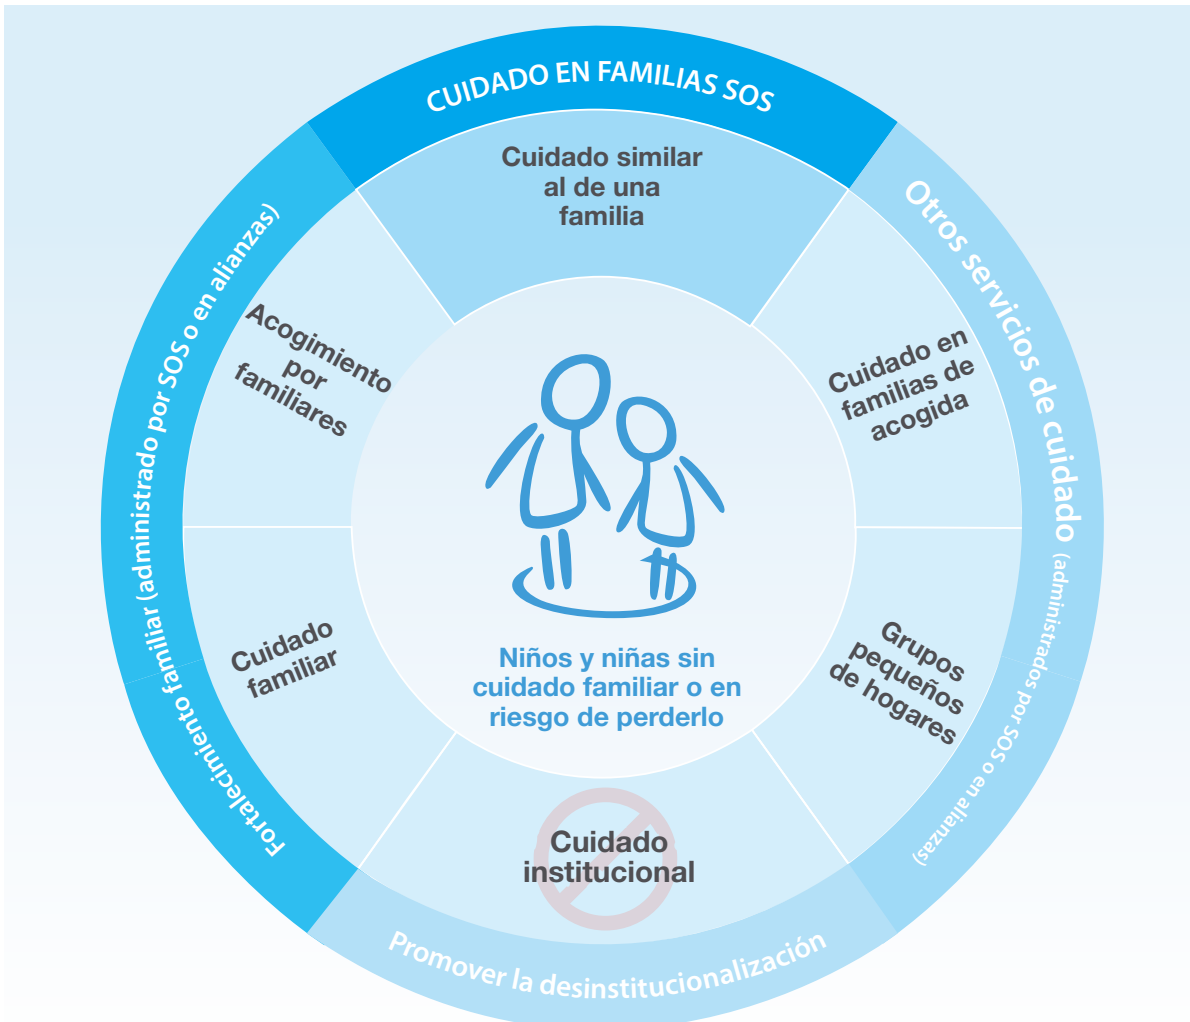 CUIDADO EN FAMILIAS SOS
Cuidado similar
al de una
familia
Otros servicios de cuidado (administrados por SOS o en alianzas)
Cuidado en
familias de
acogida
Grupos
pequeños
de hogares
Promover la desinstitucionalización
Cuidado
institucional
Fortalecimiento familiar (administrado por SOS o en alianzas)
Cuidado
familiar
Acogimiento
por
familiares
Niños y niñas sin
cuidado familiar o en
riesgo de perderlo